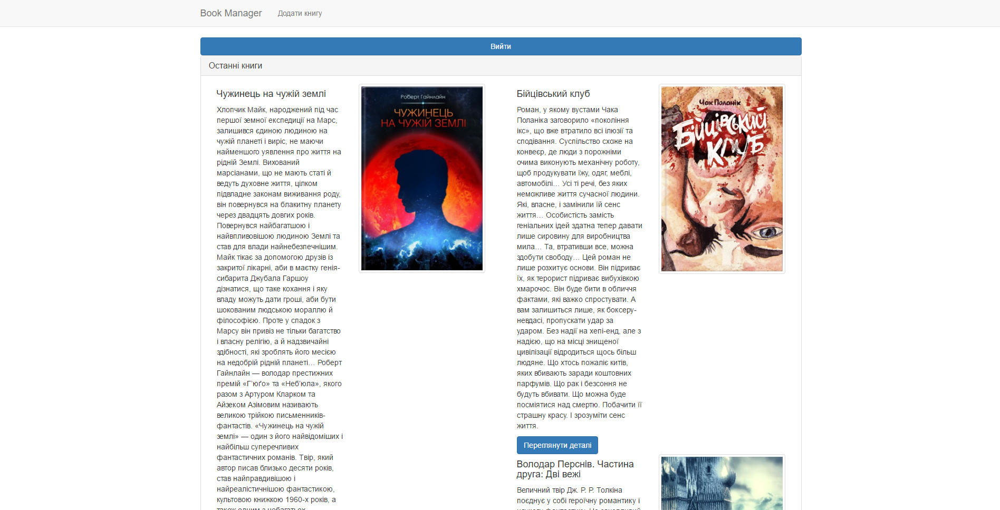 Book Manager
Додати книгу
Вийти
Останні книги
Чужинець на чужій землі
Хлопчик Майк, народжений під час
першої земної експедиції на Марс,
залишився єдиною людиною на
чужій планеті і виріс, не маючи
найменшого уявлення про життя на
рідній Землі. Вихований
марсіанами, що не мають статі й
ведуть духовне життя, цілком
підвладне законам виживання роду,
він повернувся на блакитну планету
через двадцять довгих років.
Повернувся найбагатшою і
найвпливовішою людиною Землі та
став для влади найнебезпечнішим.
Майк тікає за допомогою друзів із
закритої лікарні, аби в маєтку генія-
сибарита Джубала Гаршоу
дізнатися, що таке кохання і яку
владу можуть дати гроші, аби бути
шокованим людською мораллю й
філософією. Проте у спадок з
Марсу він привіз не тільки багатство
і власну релігію, а й надзвичайні
здібності, які зроблять його месією
на недобрій рідній планеті… Роберт
Гайнлайн — володар престижних
премій «Г’юґо» та «Неб’юла», якого
разом з Артуром Кларком та
Айзеком Азімовим називають
великою трійкою письменників-
фантастів. «Чужинець на чужій
землі» — один з його найвідоміших і
найбільш суперечливих
фантастичних романів. Твір, який
автор писав близько десяти років,
став найправдивішою і
найреалістичнішою фантастикою,
культовою книжкою 1960-х років, а
також одним з небагатьох
Роберт Гайнлайн
ЧУЖИНЕЦЬ
НА ЧУЖІЙ ЗЕМЛІ
Бійцівський клуб
Роман, у якому вустами Чака
Поланіка заговорило «покоління
ікс», що вже втратило всі ілюзії та
сподівання. Суспільство схоже на
конвеєр, де люди з порожніми
очима виконують механічну роботу,
щоб продукувати їжу, одяг, меблі,
автомобілі… Усі ті речі, без яких
неможливе життя сучасної людини.
Які, власне, і замінили їй сенс
життя… Особистість замість
геніальних ідей здатна тепер давати
лише сировину для виробництва
мила… Та, втративши все, можна
здобути свободу… Цей роман не
лише розхитує основи. Він підриває
їх, як терорист підриває вибухівкою
хмарочос. Він буде бити в обличчя
фактами, які важко спростувати. А
вам залишиться лише, як боксеру-
невдасі, пропускати удар за
ударом. Без надії на хепі-енд, але з
надією, що на місці знищеної
цивілізації відродиться щось більш
людяне. Що хтось пожаліє китів,
яких вбивають заради коштовних
парфумів. Що рак і безсоння не
будуть вбивати. Що можна буде
посміятися над смертю. Побачити її
страшну красу. І зрозуміти сенс
життя.
Переглянути деталі
Чак Поланік
БІЙЦІВСЬКИЙ
КЛУБ
Володар Перснів. Частина
друга: Дві вежі
Величний твір Дж. Р. Р. Толкіна
поєднує у собі героїчну романтику і